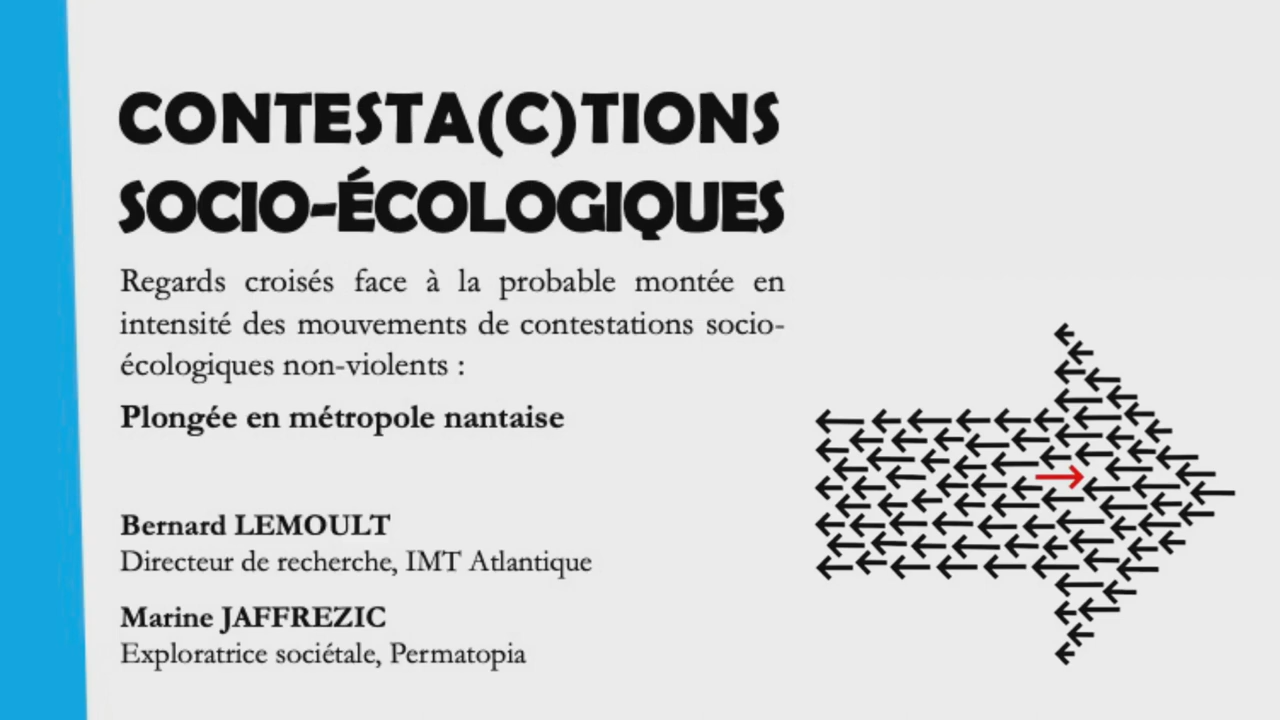 CONTESTA(C)TIONS
SOCIO-ÉCOLOGIQUES
Regards croisés face à la probable montée en
intensité des mouvements de contestations socio-
écologiques non-violents :
Plongée en métropole nantaise
Bernard LEMOULT
Directeur de recherche, IMT Atlantique
Marine JAFFREZIC
Exploratrice sociétale, Permatopia